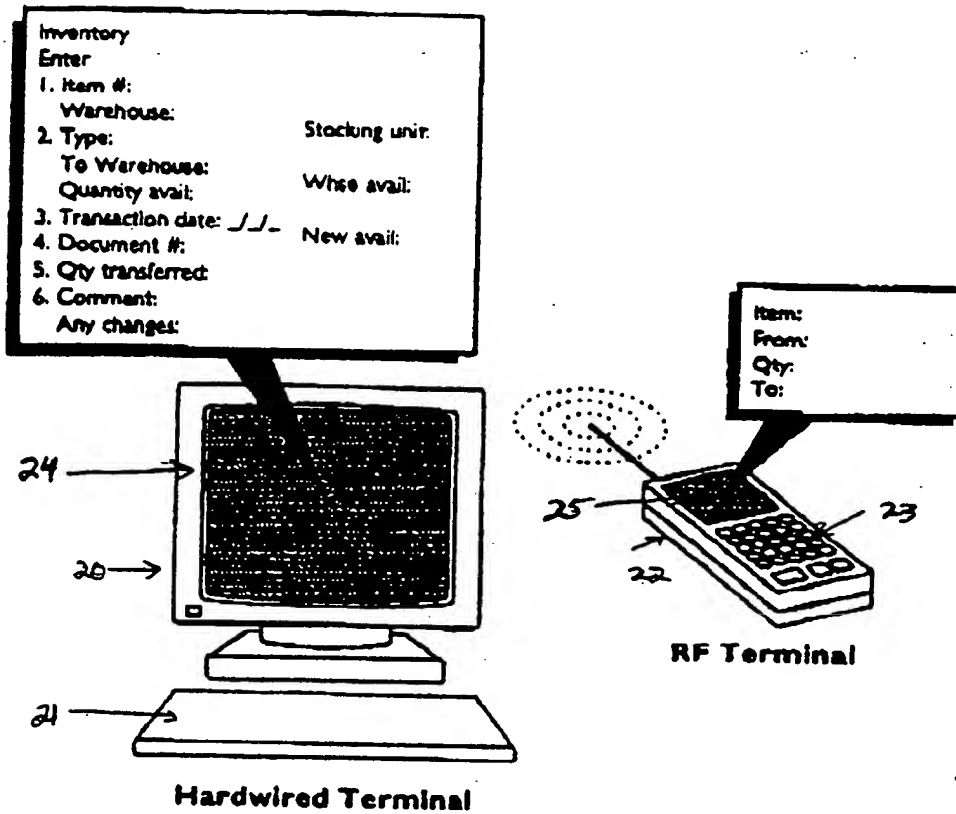 Inventory
Enter
1. Item #:
Warehouse:
2. Type: Stocking unit:
To Warehouse:
Quantity avail: Whse avail:
3. Transaction date: _/_/_
4. Document #: New avail:
5. Qty transferred:
6. Comment:
Any changes:
Item:
From:
Qty:
To:
24
20
21
25
22
23
RF Terminal
Hardwired Terminal